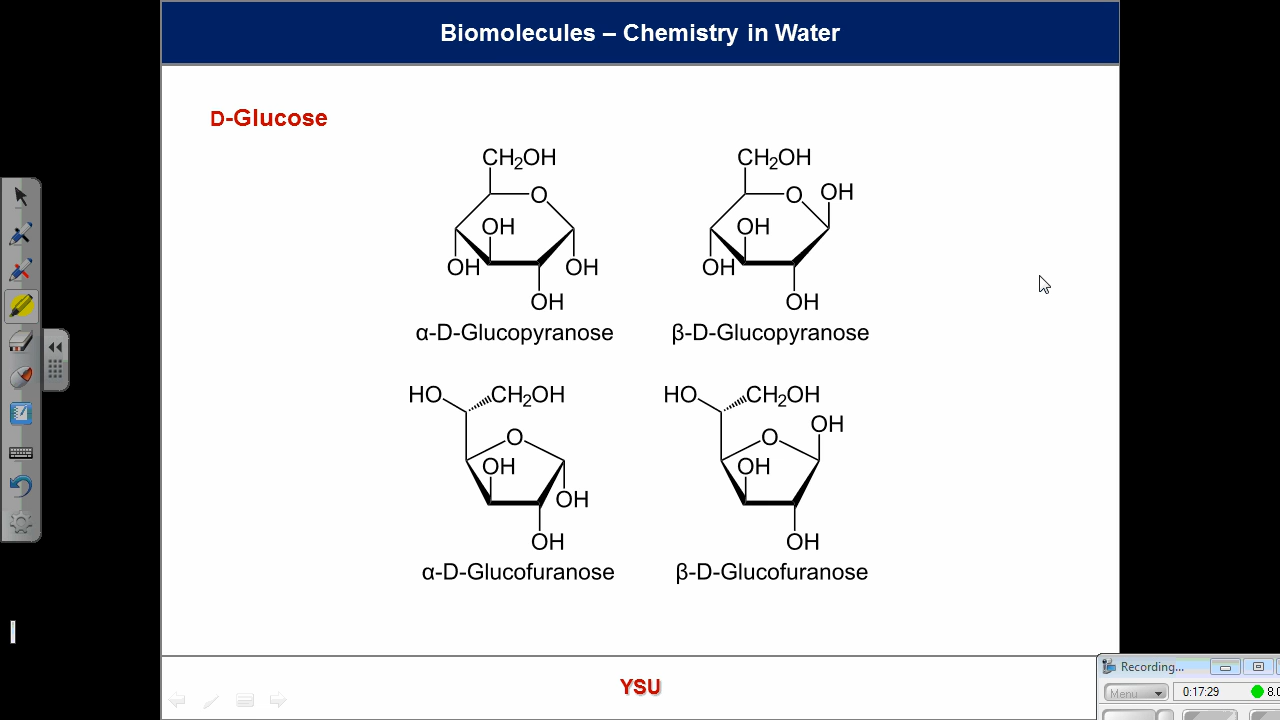 Biomolecules – Chemistry in Water
D-Glucose
CH2OH
CH2OH
O
O
OH
OH
OH
OH
OH
OH
OH
OH
OH
α-D-Glucopyranose
β-D-Glucopyranose
HO
CH2OH
HO
CH2OH
OH
O
O
OH
OH
OH
OH
OH
α-D-Glucofuranose
β-D-Glucofuranose
YSU
Recording...
Menu
0:17:29